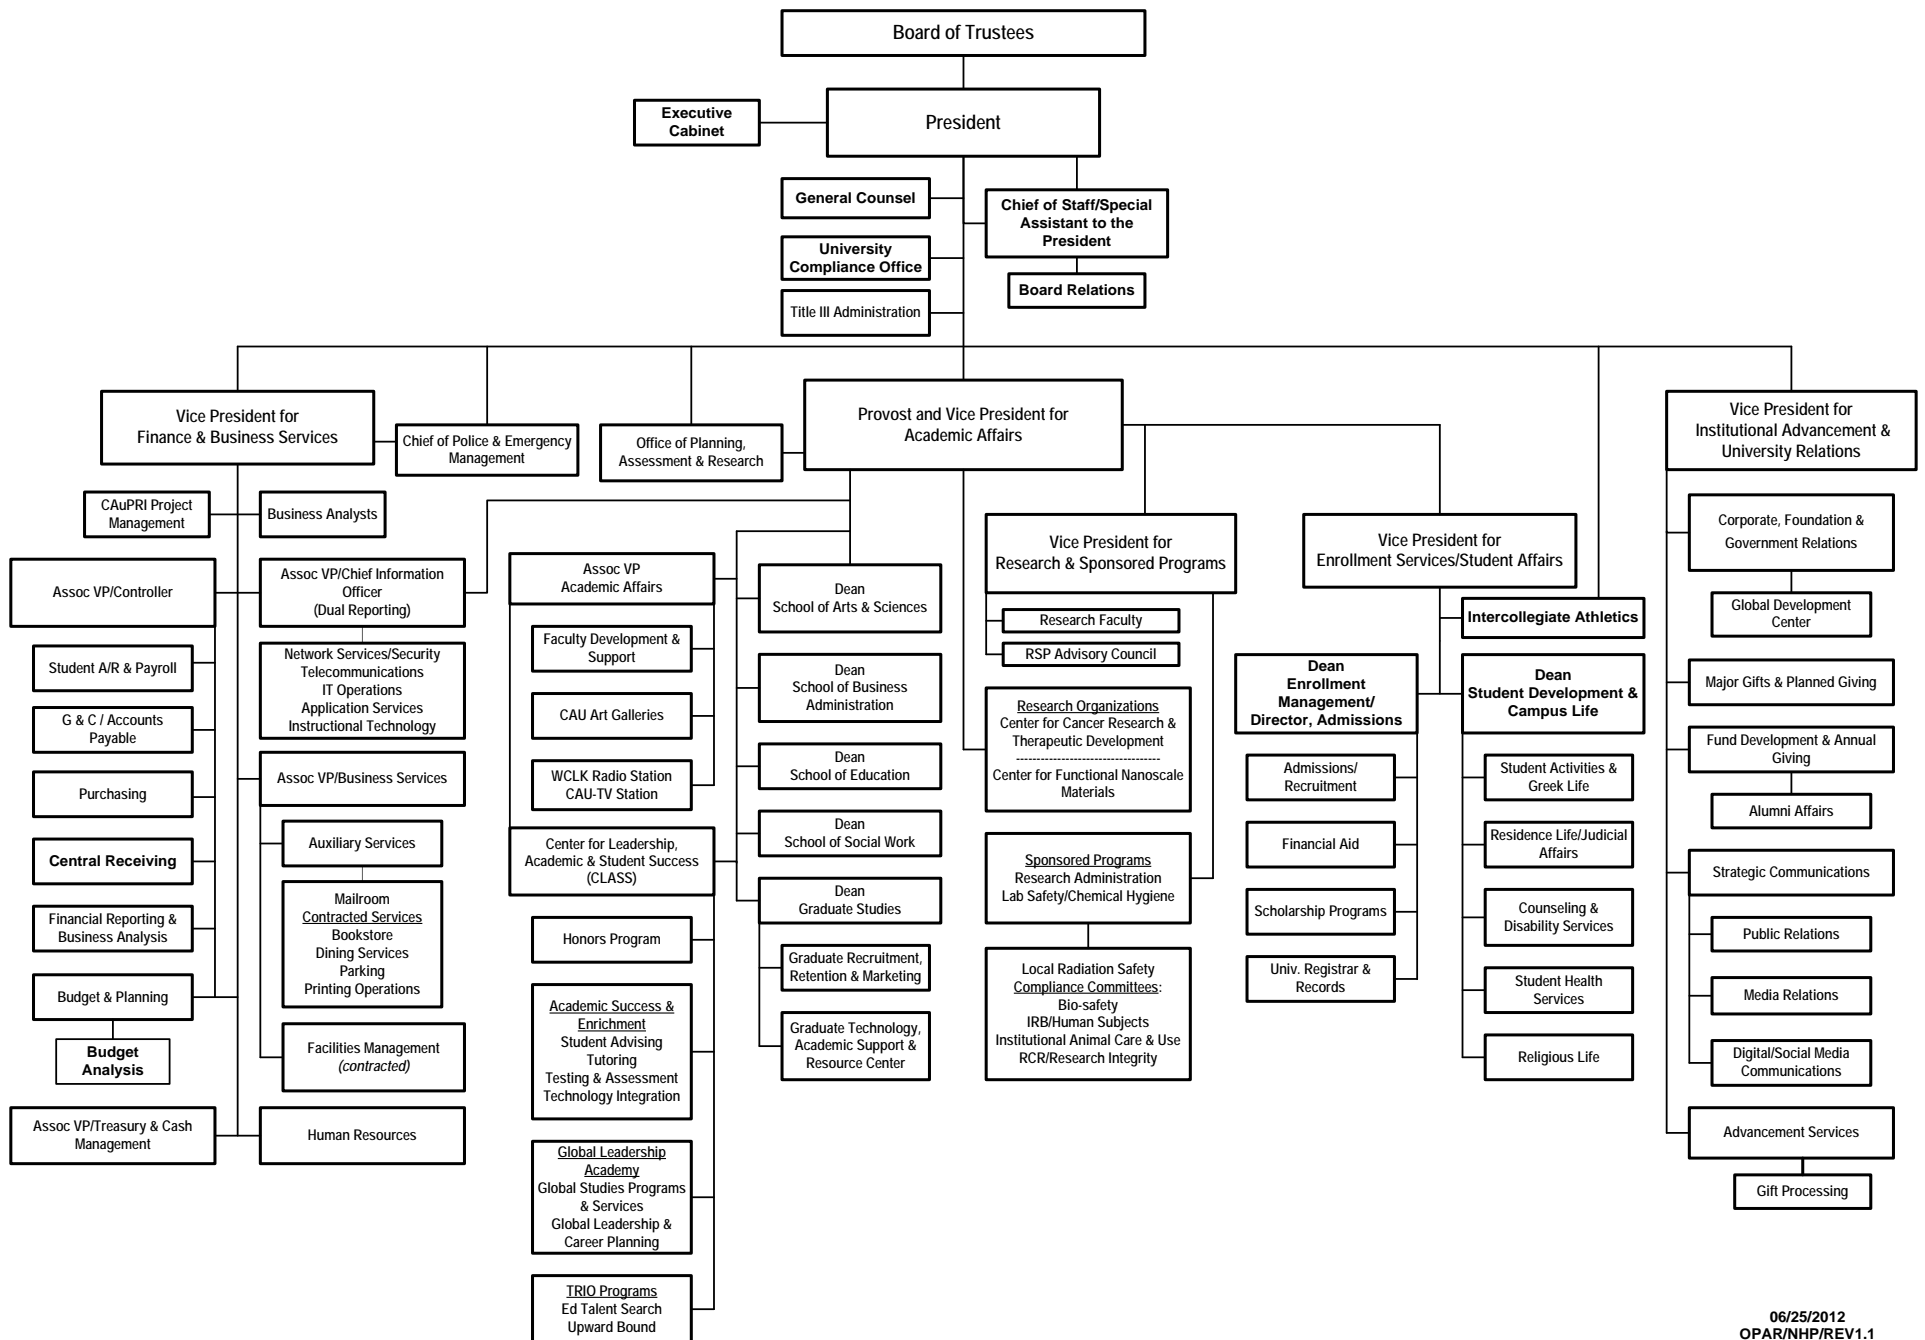 Board of Trustees
Executive
Cabinet
President
General Counsel
Chief of Staff/Special
Assistant to the
President
University
Compliance Office
Board Relations
Title III Administration
Vice President for
Finance & Business Services
Chief of Police & Emergency
Management
Office of Planning,
Assessment & Research
Provost and Vice President for
Academic Affairs
Vice President for
Institutional Advancement &
University Relations
CAuPRI Project
Management
Business Analysts
Assoc VP/Controller
Assoc VP/Chief Information
Officer
(Dual Reporting)
Student A/R & Payroll
Network Services/Security
Telecommunications
IT Operations
Application Services
Instructional Technology
G & C / Accounts
Payable
Purchasing
Assoc VP/Business Services
Central Receiving
Auxiliary Services
Financial Reporting &
Business Analysis
Mailroom
Contracted Services
Bookstore
Dining Services
Parking
Printing Operations
Budget & Planning
Budget
Analysis
Facilities Management
(contracted)
Assoc VP/Treasury & Cash
Management
Human Resources
Assoc VP
Academic Affairs
Faculty Development &
Support
CAU Art Galleries
WCLK Radio Station
CAU-TV Station
Center for Leadership,
Academic & Student Success
(CLASS)
Honors Program
Academic Success &
Enrichment
Student Advising
Tutoring
Testing & Assessment
Technology Integration
Global Leadership
Academy
Global Studies Programs
& Services
Global Leadership &
Career Planning
TRIO Programs
Ed Talent Search
Upward Bound
Dean
School of Arts & Sciences
Dean
School of Business
Administration
Dean
School of Education
Dean
School of Social Work
Dean
Graduate Studies
Graduate Recruitment,
Retention & Marketing
Graduate Technology,
Academic Support &
Resource Center
Vice President for
Research & Sponsored Programs
Research Faculty
RSP Advisory Council
Research Organizations
Center for Cancer Research &
Therapeutic Development
-----------------------------------
Center for Functional Nanoscale
Materials
Sponsored Programs
Research Administration
Lab Safety/Chemical Hygiene
Local Radiation Safety
Compliance Committees:
Bio-safety
IRB/Human Subjects
Institutional Animal Care & Use
RCR/Research Integrity
Vice President for
Enrollment Services/Student Affairs
Intercollegiate Athletics
Dean
Enrollment
Management/
Director, Admissions
Dean
Student Development &
Campus Life
Admissions/
Recruitment
Financial Aid
Scholarship Programs
Univ. Registrar &
Records
Student Activities &
Greek Life
Residence Life/Judicial
Affairs
Counseling &
Disability Services
Student Health
Services
Religious Life
Corporate, Foundation &
Government Relations
Global Development
Center
Major Gifts & Planned Giving
Fund Development & Annual
Giving
Alumni Affairs
Strategic Communications
Public Relations
Media Relations
Digital/Social Media
Communications
Advancement Services
Gift Processing
06/25/2012
OPAR/NHP/REV1.1